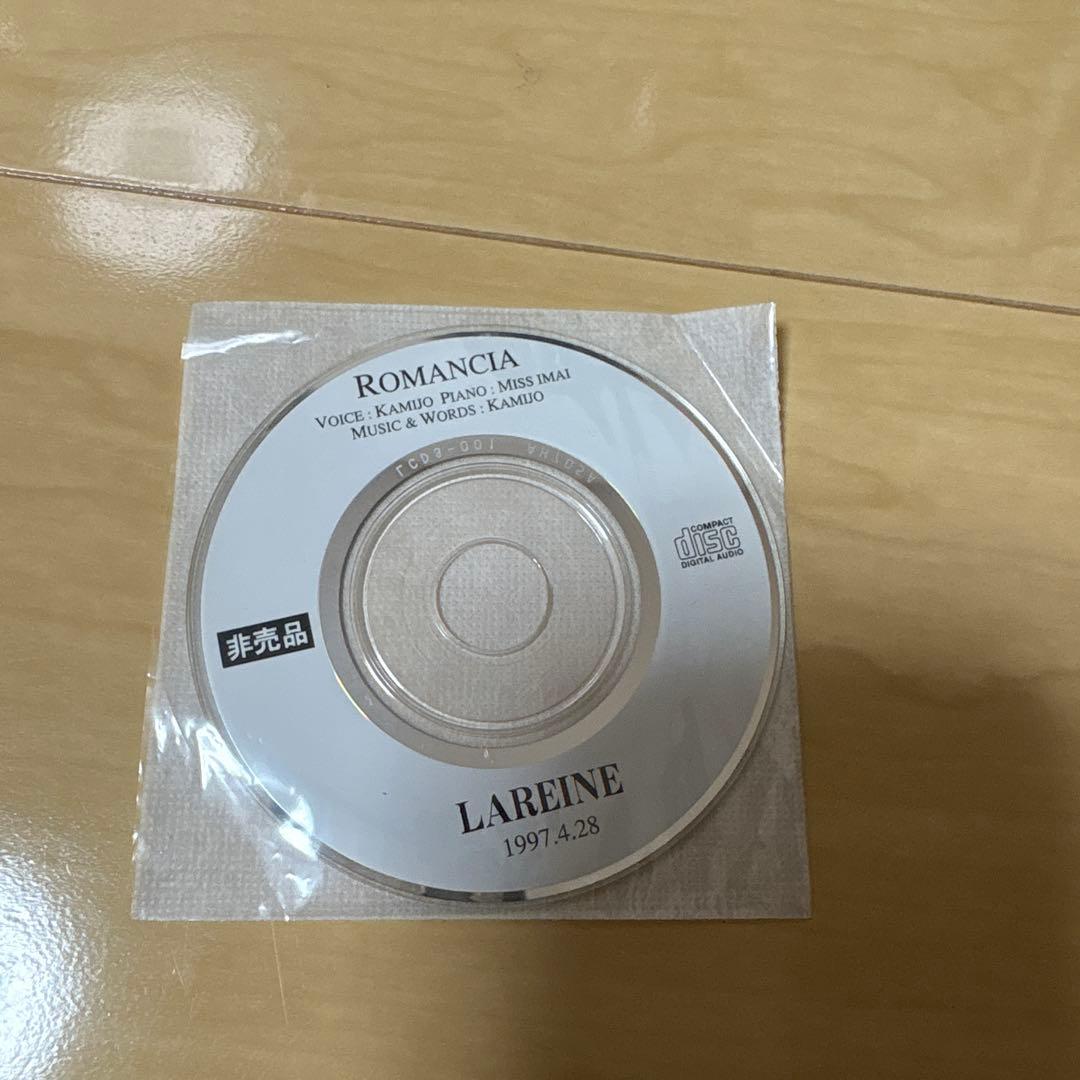 ROMANCIA
VOICE : KAMIJO PIANO : MISS IMAI
MUSIC & WORDS : KAMIJO
LCD3-001
COMPACT
disc
DIGITAL AUDIO
非売品
LAREINE
1997.4.28